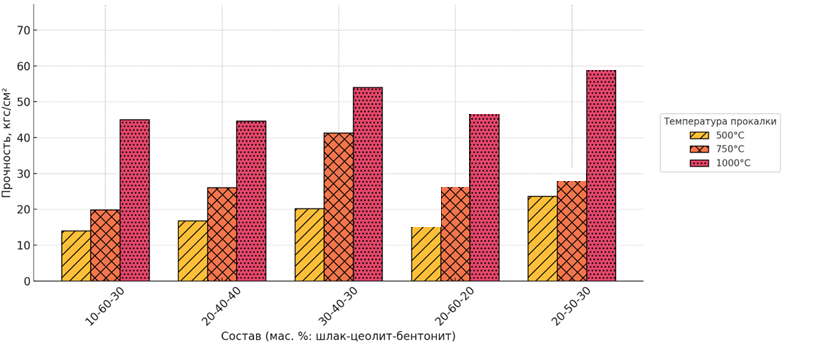 Прочность, кгс/см²
70
60
50
40
30
20
10
0
10-60-30
20-40-40
30-40-30
20-60-20
20-50-30
Состав (мас. %: шлак-цеолит-бентонит)
Температура прокалки
500°C
750°C
1000°C